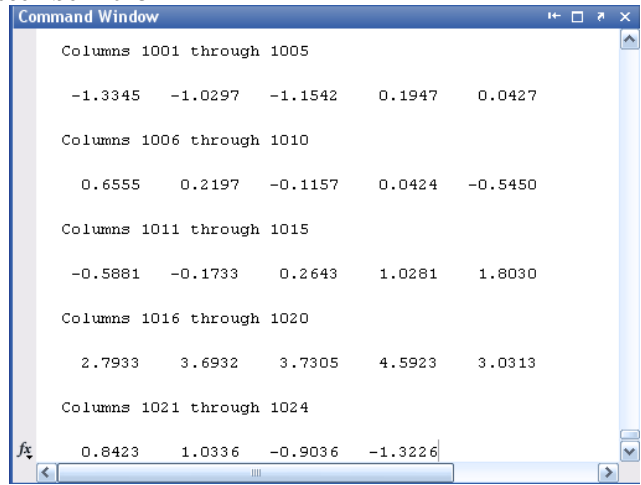 Command Window
Columns 1001 through 1005
-1.3345 -1.0297 -1.1542 0.1947 0.0427
Columns 1006 through 1010
0.6555 0.2197 -0.1157 0.0424 -0.5450
Columns 1011 through 1015
-0.5881 -0.1733 0.2643 1.0281 1.8030
Columns 1016 through 1020
2.7933 3.6932 3.7305 4.5923 3.0313
Columns 1021 through 1024
fx 0.8423 1.0336 -0.9036 -1.3226